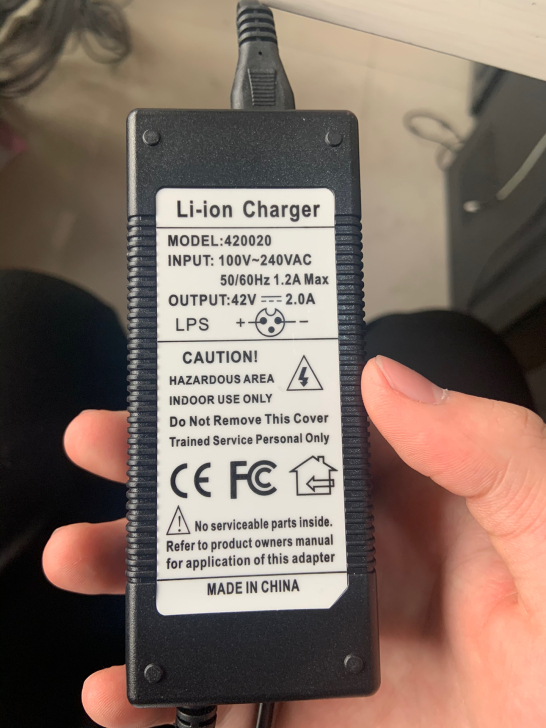 Li-ion Charger
MODEL:420020
INPUT: 100V~240VAC
50/60Hz 1.2A Max
OUTPUT:42V ⎓ 2.0A
LPS + −
CAUTION!
HAZARDOUS AREA
INDOOR USE ONLY
Do Not Remove This Cover
Trained Service Personal Only
CE FC
No serviceable parts inside.
Refer to product owners manual
for application of this adapter
MADE IN CHINA